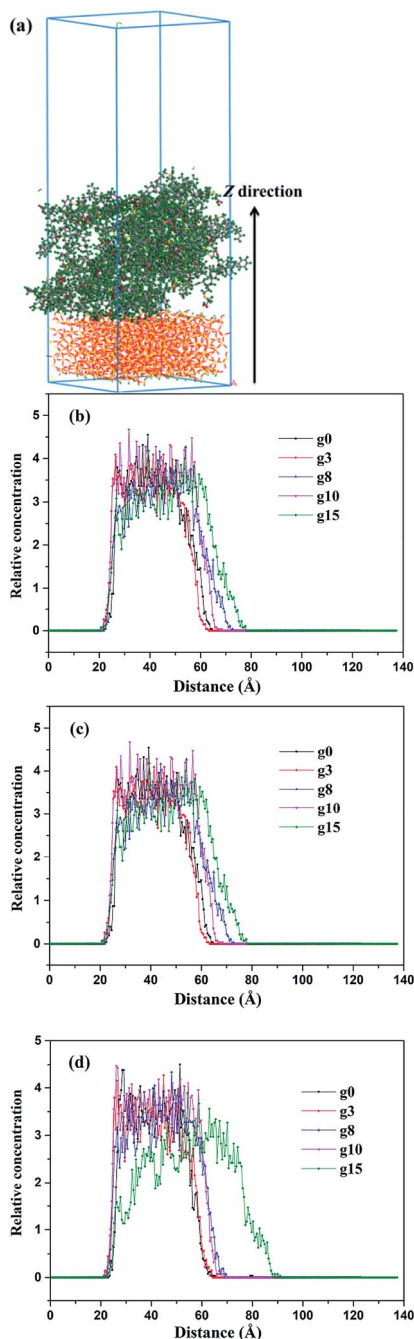 (a)
C
Z direction
A
(b)
5
4
3
2
1
0
Relative concentration
g0
g3
g8
g10
g15
0 20 40 60 80 100 120 140
Distance (Å)
(c)
5
4
3
2
1
0
Relative concentration
g0
g3
g8
g10
g15
0 20 40 60 80 100 120 140
Distance (Å)
(d)
5
4
3
2
1
0
Relative concentration
g0
g3
g8
g10
g15
0 20 40 60 80 100 120 140
Distance (Å)